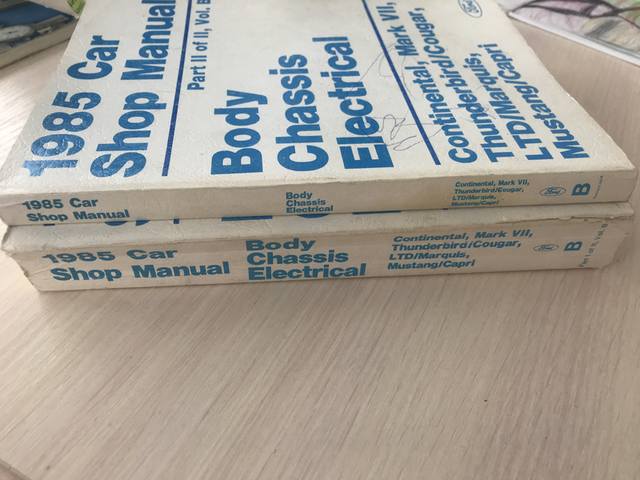 1985 Car
Shop Manual
Part II of II, Vol. B
Body
Chassis
Electrical
Continental, Mark VII,
Thunderbird/Cougar,
LTD/Marquis,
Mustang/Capri
Ford
1985 Car
Shop Manual
Body
Chassis
Electrical
Continental, Mark VII,
Thunderbird/Cougar,
LTD/Marquis,
Mustang/Capri
Ford
B
1985 Car
Shop Manual
Body
Chassis
Electrical
Continental, Mark VII,
Thunderbird/Cougar,
LTD/Marquis,
Mustang/Capri
Ford
B